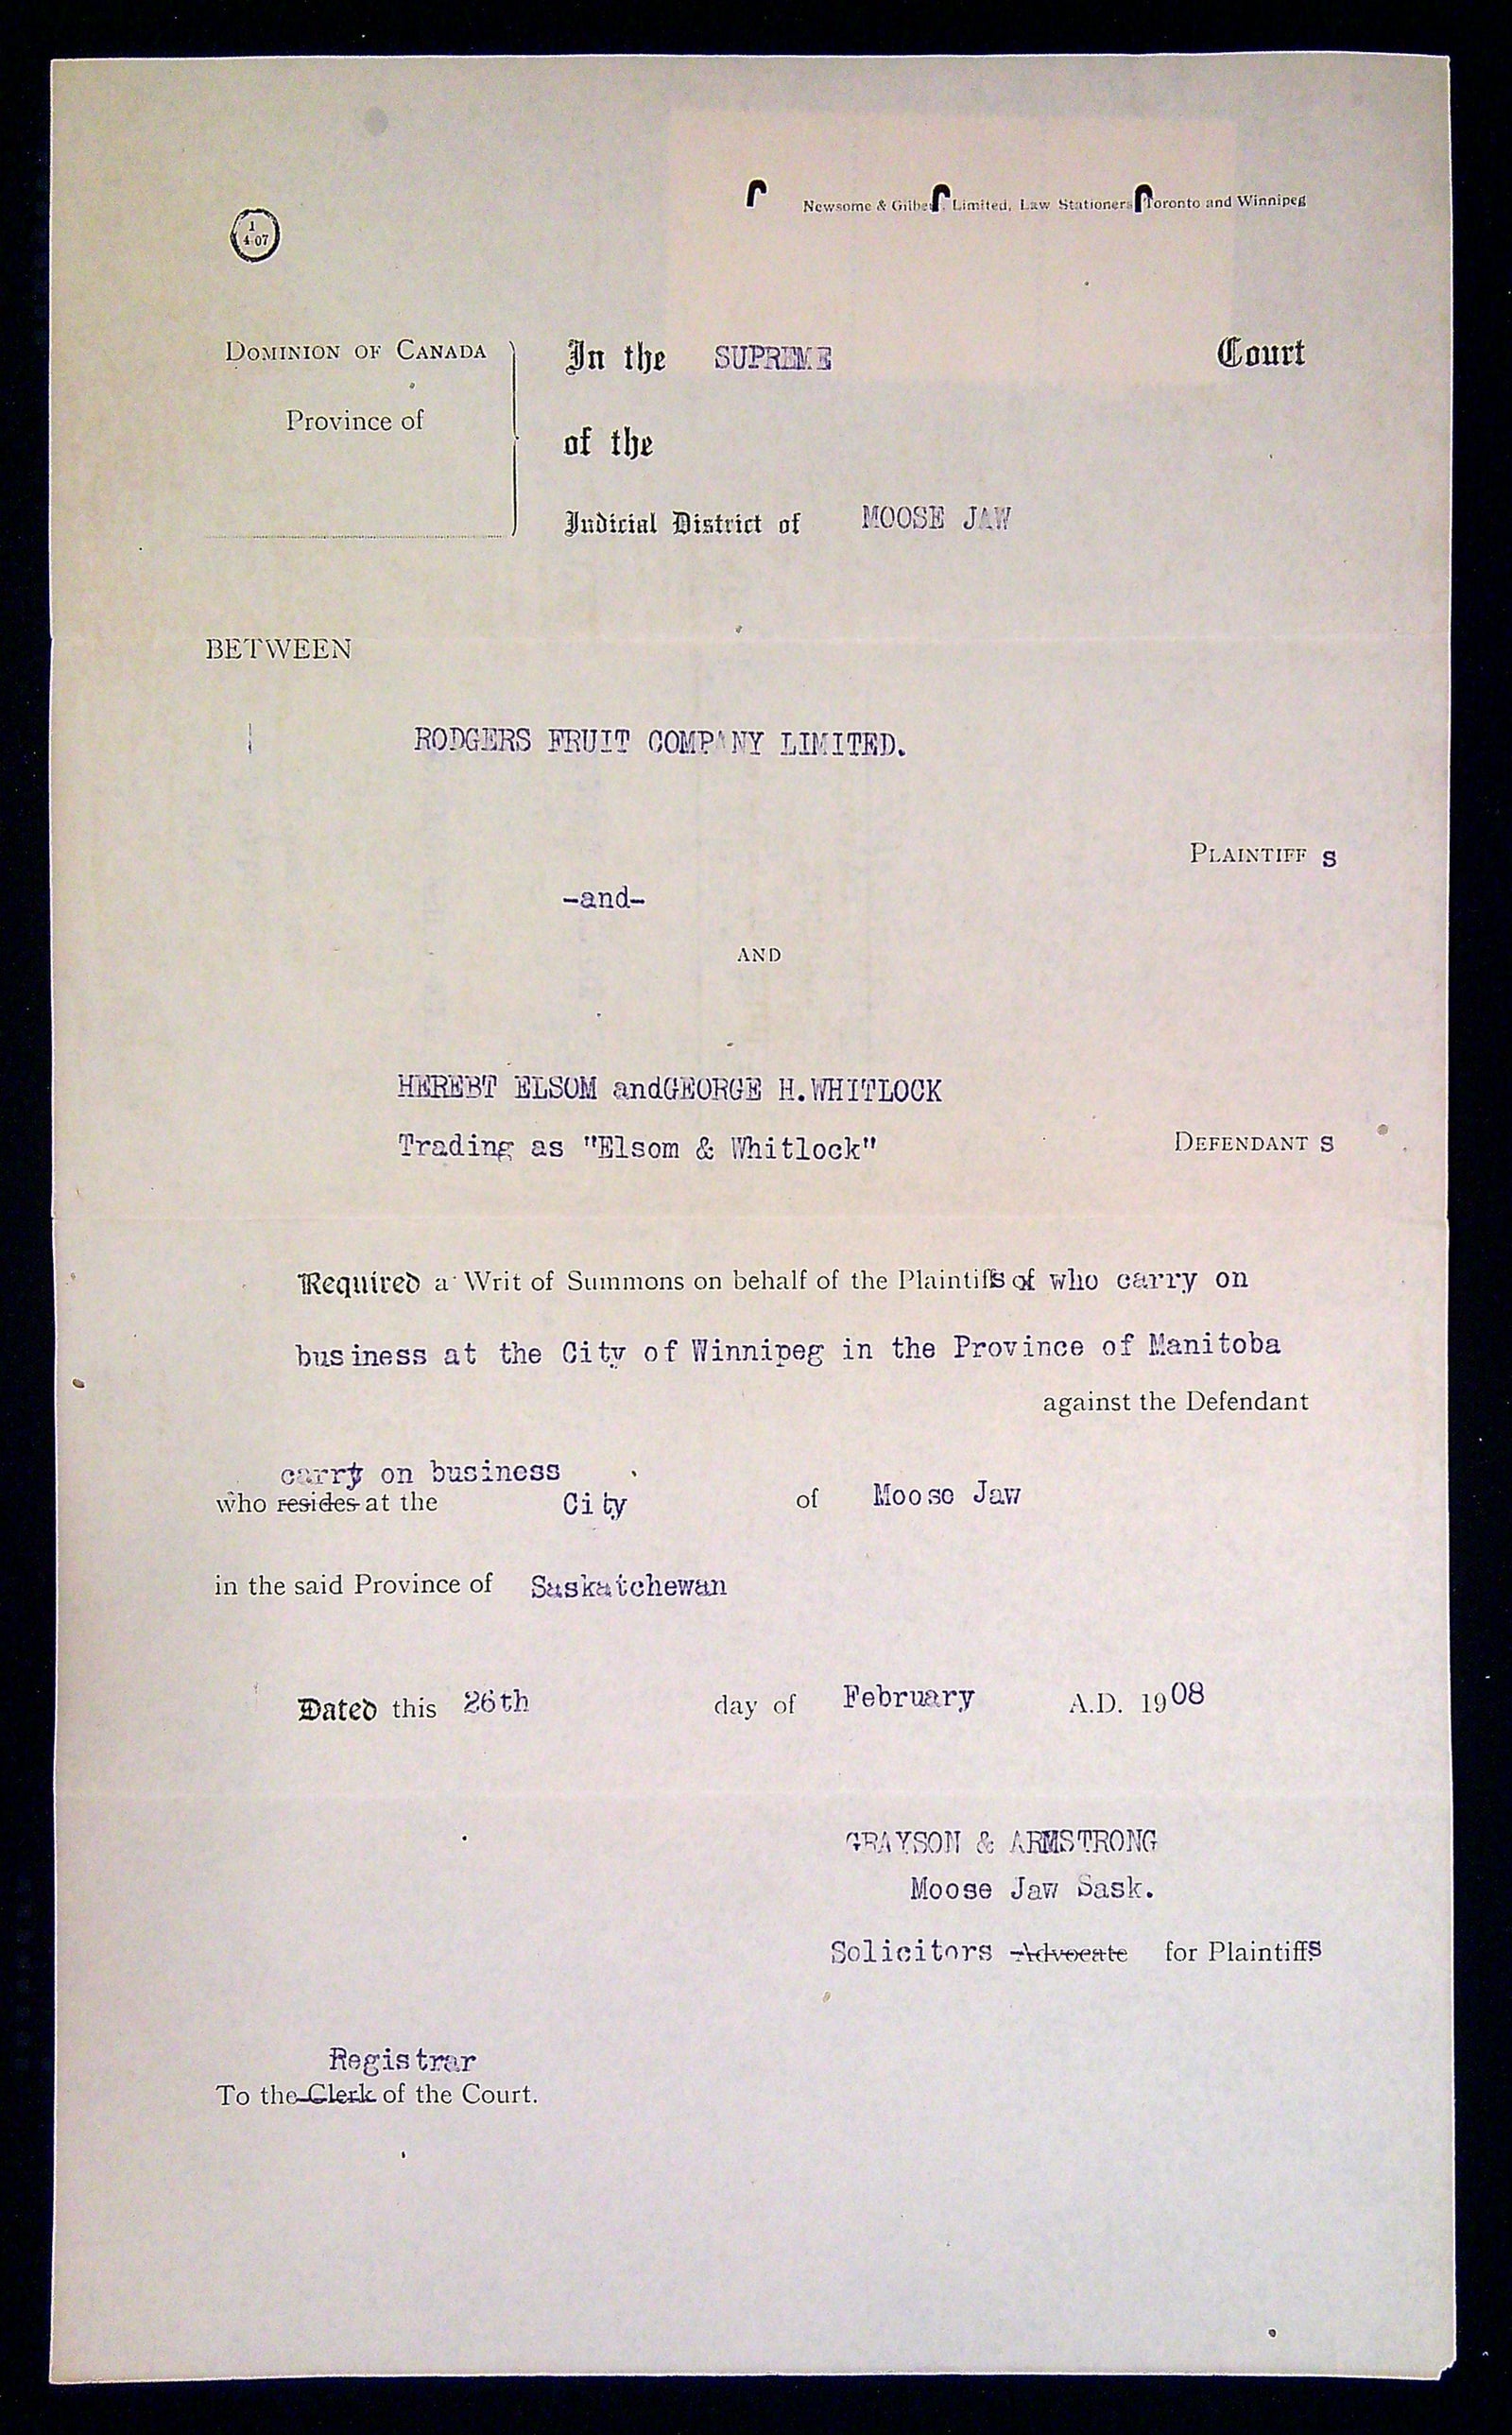 Newsome & Gilbert, Limited, Law Stationers, Toronto and Winnipeg
1
4 07
DOMINION OF CANADA
Province of
In the SUPREME Court
of the
Judicial District of MOOSE JAW
BETWEEN
RODGERS FRUIT COMPANY LIMITED.
PLAINTIFF s
-and-
AND
HEREBT ELSOM andGEORGE H.WHITLOCK
Trading as "Elsom & Whitlock"
DEFENDANT s
Required a Writ of Summons on behalf of the Plaintiffs of who carry on
business at the City of Winnipeg in the Province of Manitoba
against the Defendant
carry on business
who resides at the City of Moose Jaw
in the said Province of Saskatchewan
Dated this 26th day of February A.D. 1908
GRAYSON & ARMSTRONG
Moose Jaw Sask.
Solicitors Advocate for Plaintiffs
Registrar
To the Clerk of the Court.